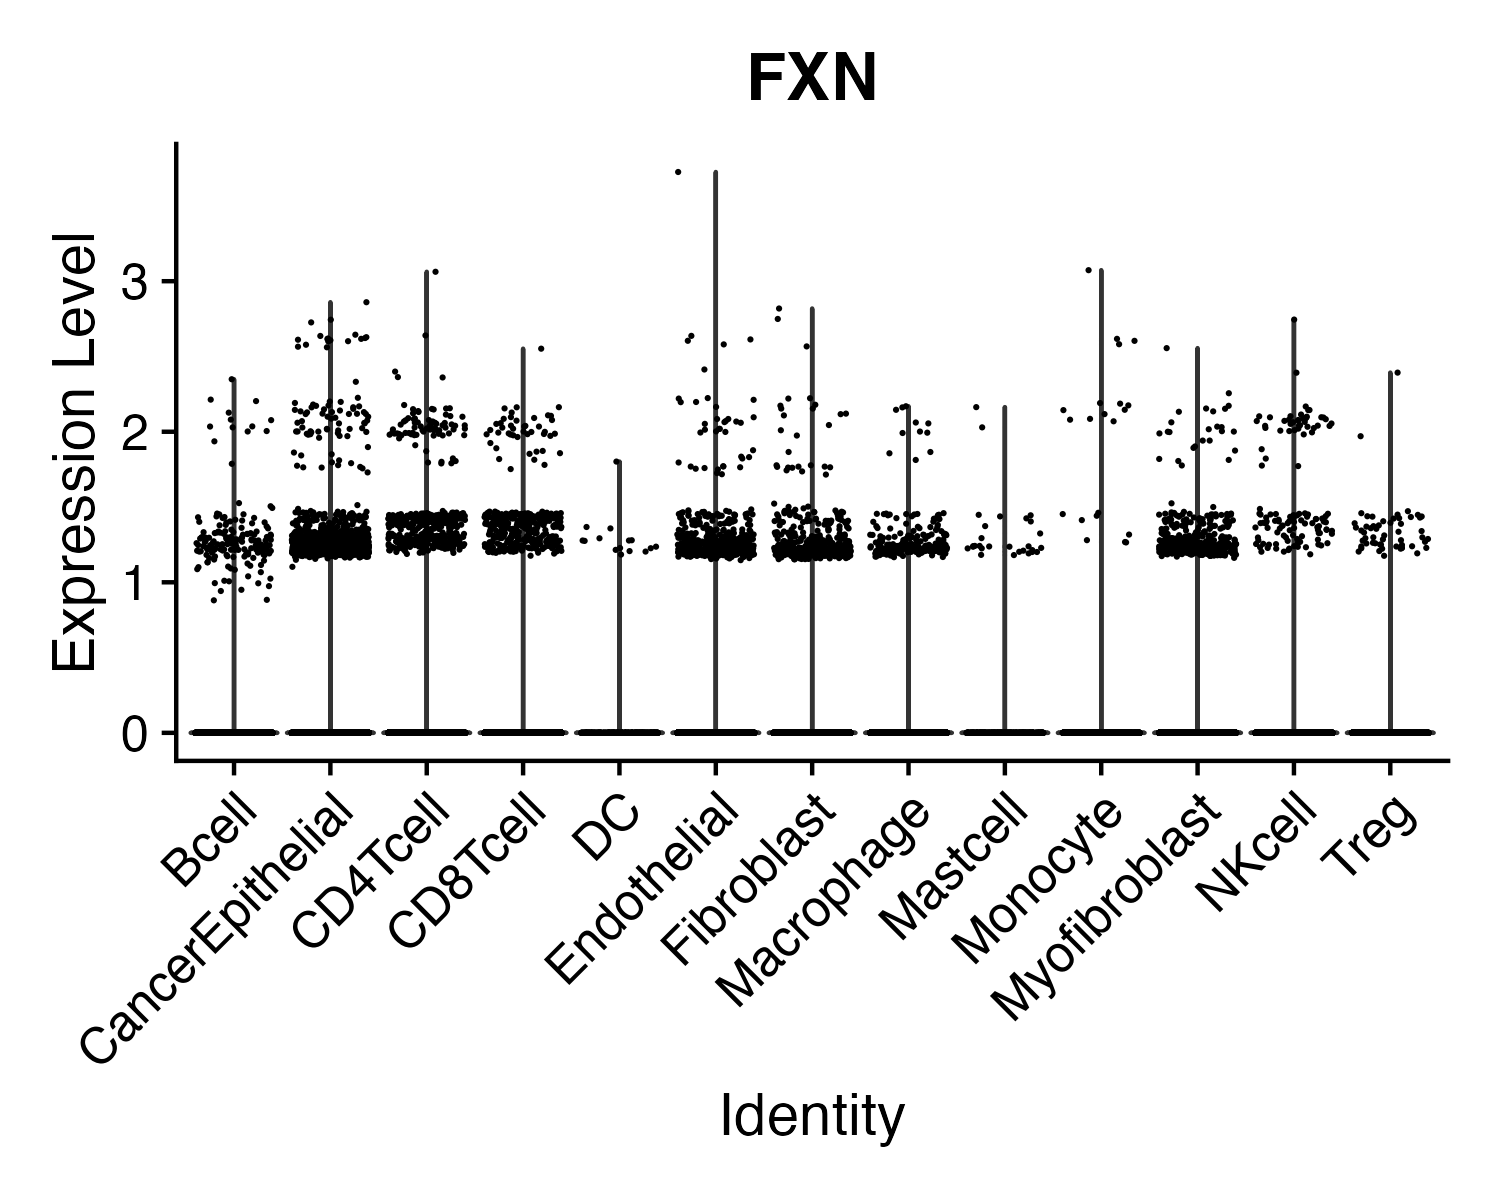 FXN
Expression Level
3
2
1
0
Bcell
CancerEpithelial
CD4Tcell
CD8Tcell
DC
Endothelial
Fibroblast
Macrophage
Mastcell
Monocyte
Myofibroblast
NKcell
Treg
Identity